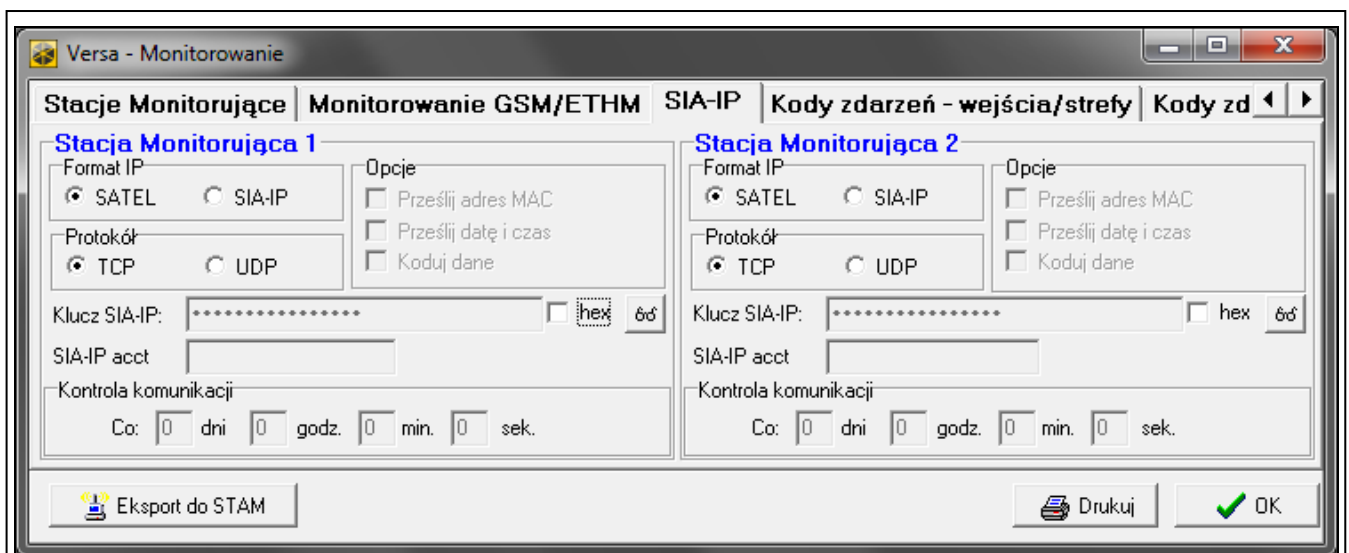 Versa - Monitorowanie
Stacje Monitorujące Monitorowanie GSM/ETHM SIA-IP Kody zdarzeń - wejścia/strefy Kody zd
Stacja Monitorująca 1
Format IP
SATEL SIA-IP
Protokół
TCP UDP
Opcje
Prześlij adres MAC
Prześlij datę i czas
Koduj dane
Klucz SIA-IP: **************** hex
SIA-IP acct
Kontrola komunikacji
Co: 0 dni 0 godz. 0 min. 0 sek.
Stacja Monitorująca 2
Format IP
SATEL SIA-IP
Protokół
TCP UDP
Opcje
Prześlij adres MAC
Prześlij datę i czas
Koduj dane
Klucz SIA-IP: **************** hex
SIA-IP acct
Kontrola komunikacji
Co: 0 dni 0 godz. 0 min. 0 sek.
Eksport do STAM Drukuj OK